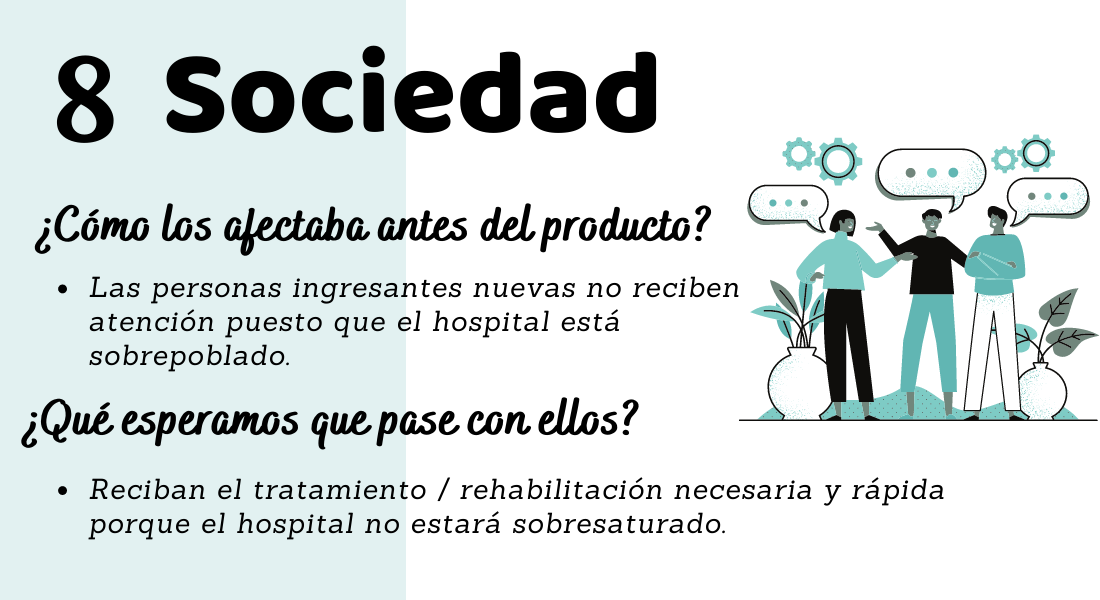 8 Sociedad
¿Cómo los afectaba antes del producto?
• Las personas ingresantes nuevas no reciben
atención puesto que el hospital está
sobrepoblado.
¿Qué esperamos que pase con ellos?
• Reciban el tratamiento / rehabilitación necesaria y rápida
porque el hospital no estará sobresaturado.